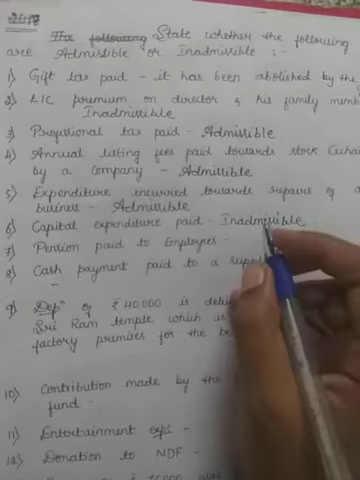 2017
The following State whether the following
are Admissible or Inadmissible :-
1) Gift tax paid - it has been abolished by the
2) LIC premium on director & his family
Inadmissible
3) Professional tax paid - Admissible
4) Annual listing fees paid towards stock
by a company - Admissible
5) Expenditure incurred towards repairs of
business - Admissible
6) Capital expenditure paid - Inadmissible
7) Pension paid to Employees -
8) Cash payment paid to a
9) Depⁿ of ₹40,000 is
Sri Ram temple which is
factory premises for the
10) Contribution made by the
fund -
11) Entertainment exps -
12) Donation to NDF -